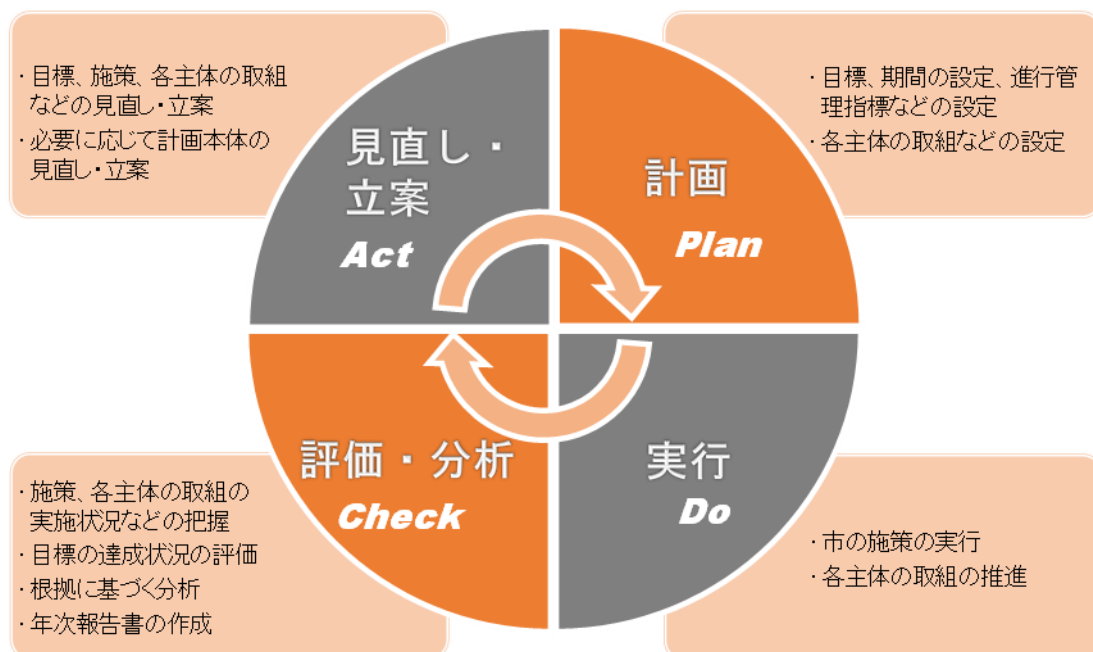 ・目標、施策、各主体の取組
などの見直し・立案
・必要に応じて計画本体の
見直し・立案
見直し・
立案
Act
計画
Plan
・目標、期間の設定、進行管
理指標などの設定
・各主体の取組などの設定
評価・分析
Check
・施策、各主体の取組の
実施状況などの把握
・目標の達成状況の評価
・根拠に基づく分析
・年次報告書の作成
実行
Do
・市の施策の実行
・各主体の取組の推進